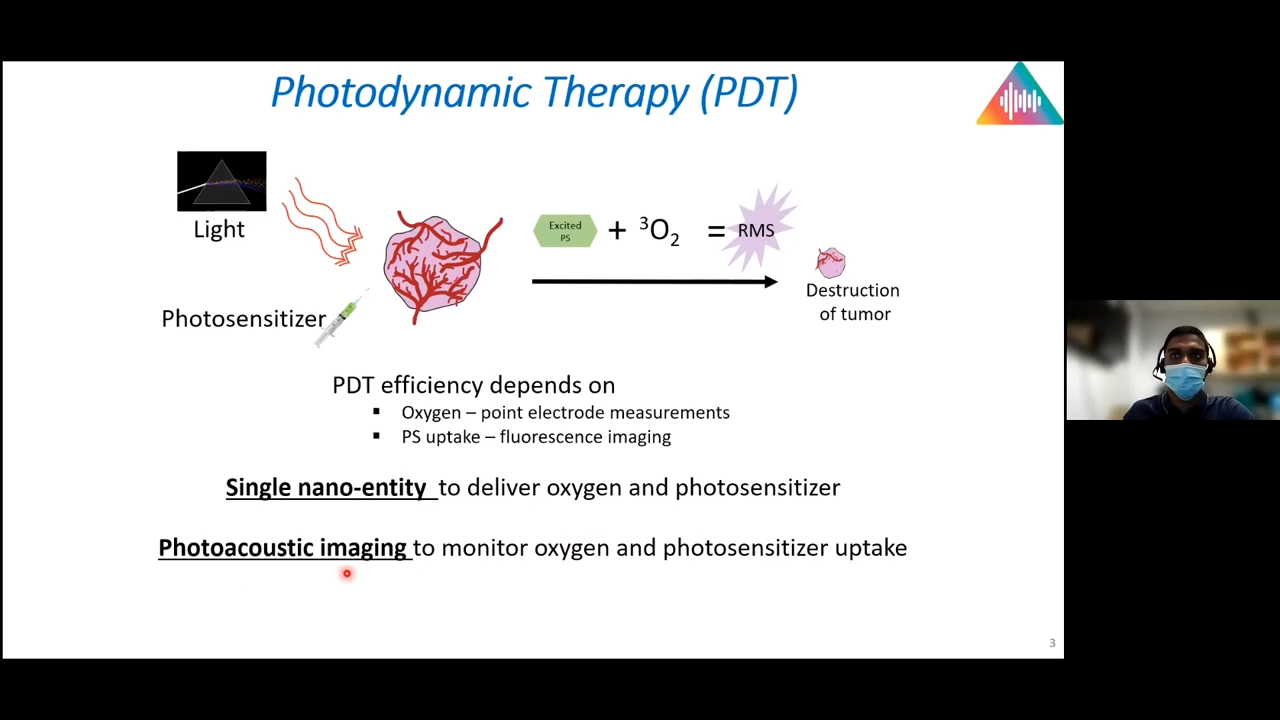 Photodynamic Therapy (PDT)
Light
Photosensitizer
Excited
PS
+ ³O₂ = RMS
Destruction
of tumor
PDT efficiency depends on
▪ Oxygen – point electrode measurements
▪ PS uptake – fluorescence imaging
Single nano-entity to deliver oxygen and photosensitizer
Photoacoustic imaging to monitor oxygen and photosensitizer uptake
3